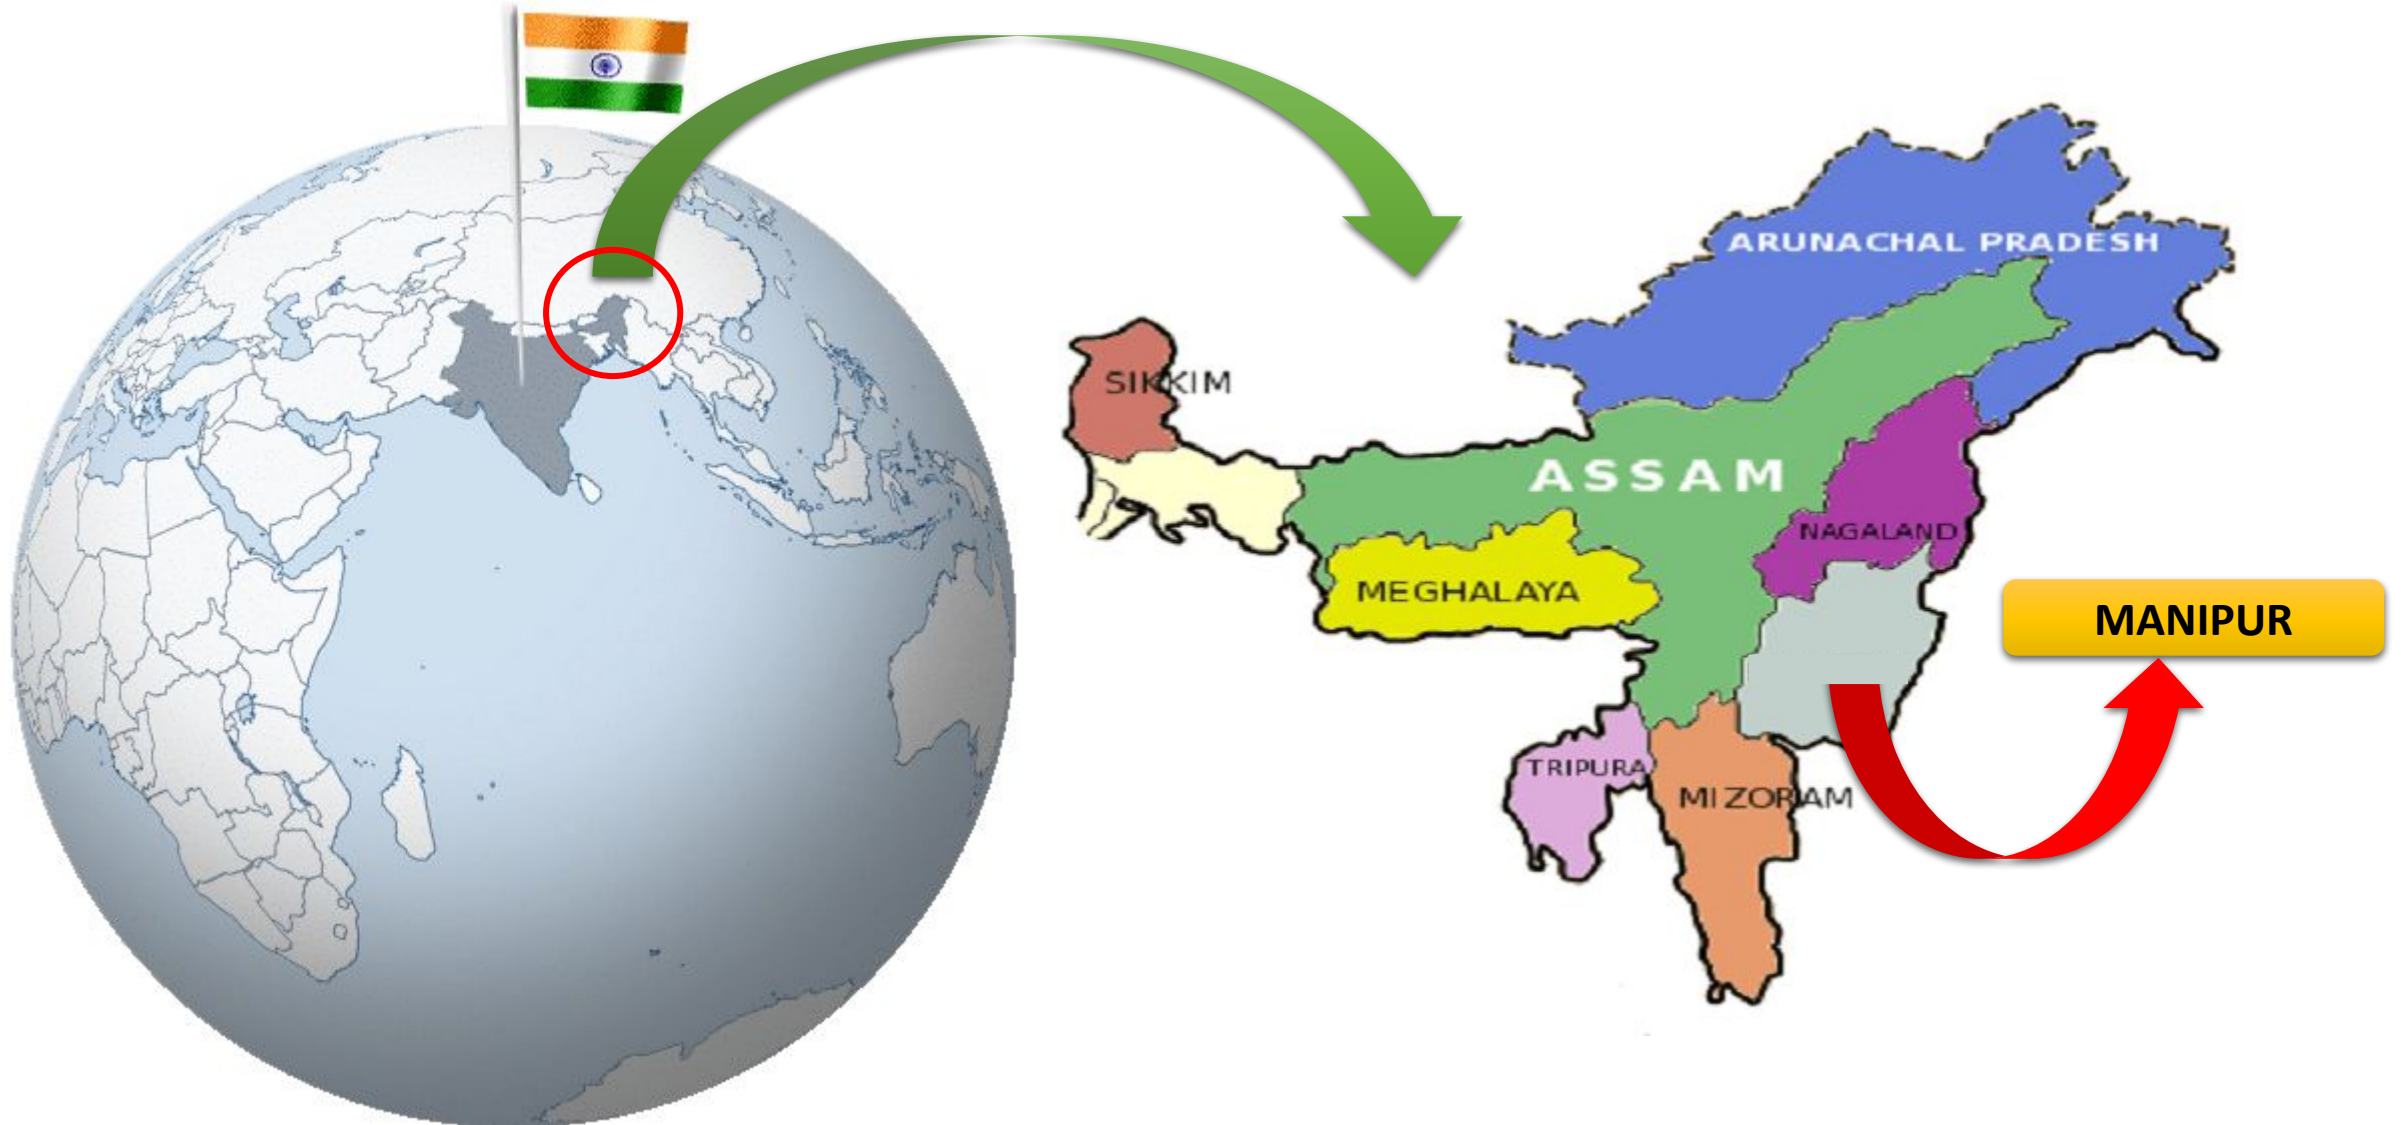 ARUNACHAL PRADESH
SIKKIM
ASSAM
NAGALAND
MEGHALAYA
MANIPUR
TRIPURA
MIZORAM